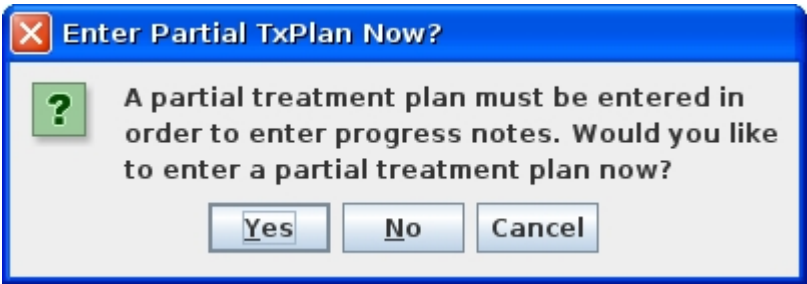 Enter Partial TxPlan Now?
?
A partial treatment plan must be entered in
order to enter progress notes. Would you like
to enter a partial treatment plan now?
Yes No Cancel